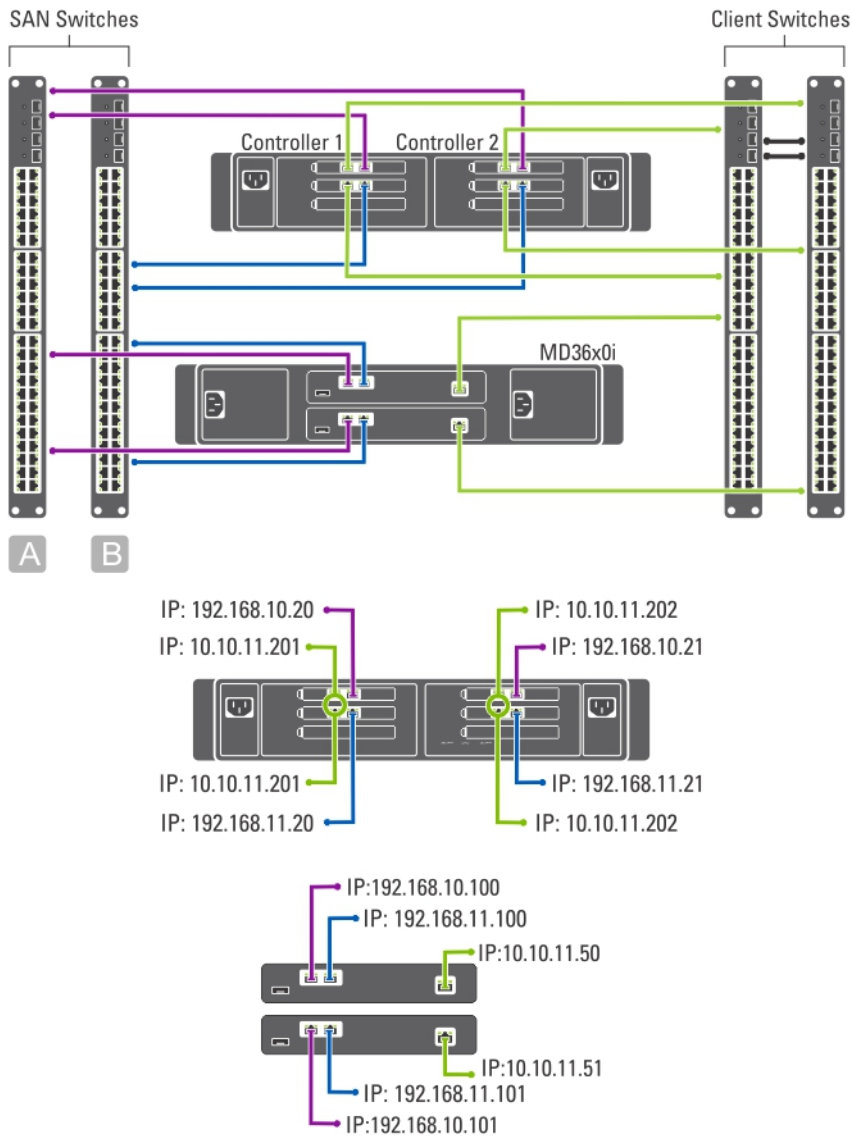 SAN Switches
Client Switches
Controller 1
Controller 2
MD36x0i
A
B
IP: 192.168.10.20
IP: 10.10.11.202
IP: 10.10.11.201
IP: 192.168.10.21
IP: 10.10.11.201
IP: 192.168.11.21
IP: 192.168.11.20
IP: 10.10.11.202
IP:192.168.10.100
IP: 192.168.11.100
IP:10.10.11.50
IP:10.10.11.51
IP: 192.168.11.101
IP:192.168.10.101